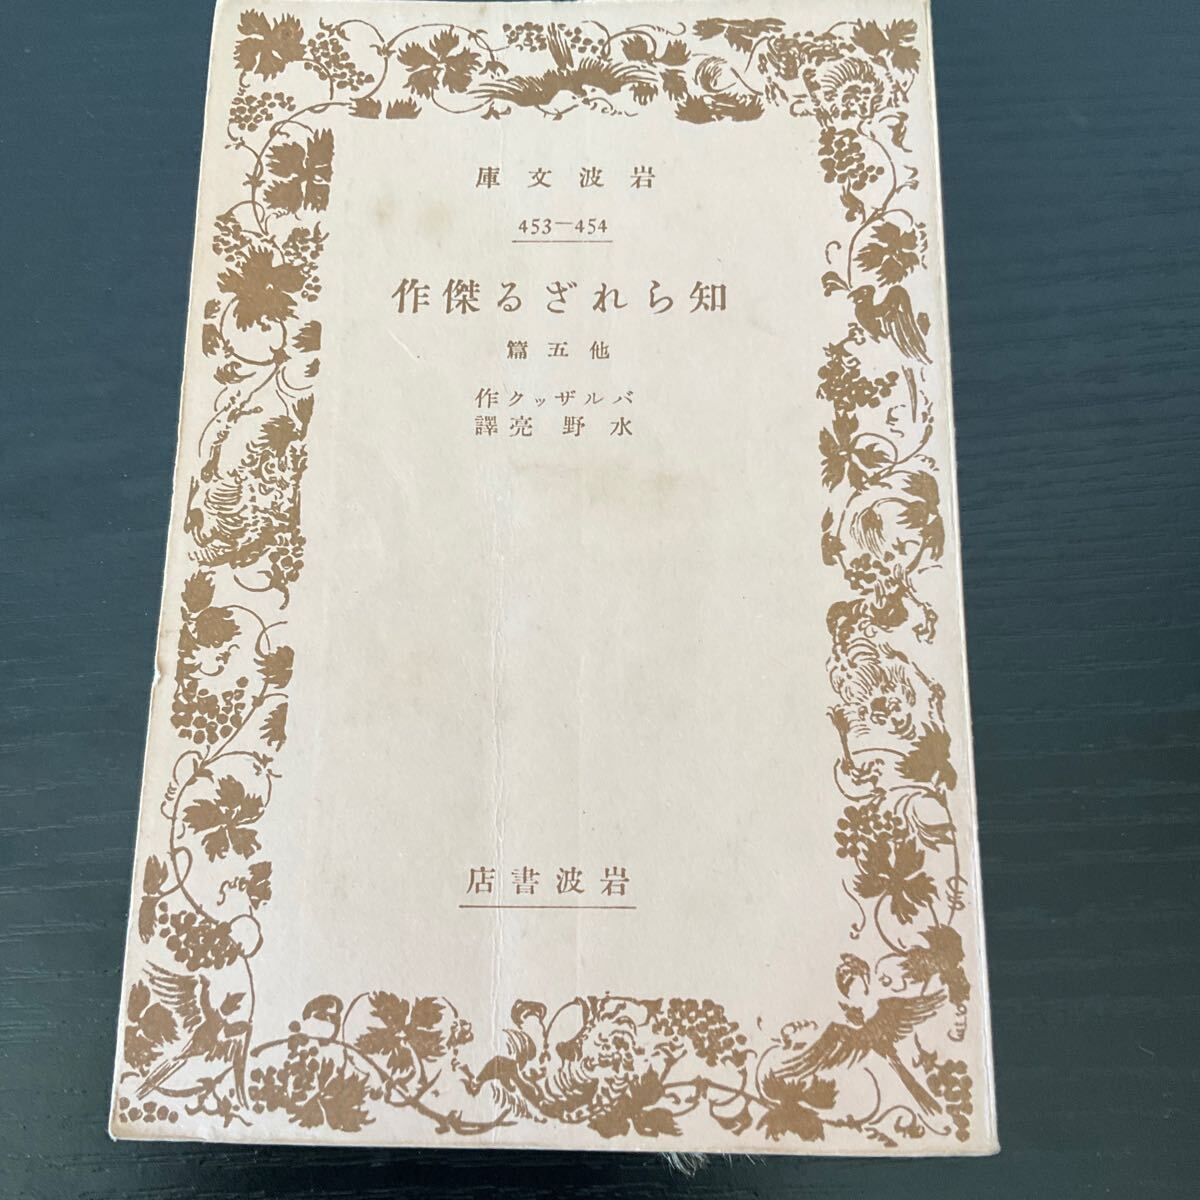 岩波文庫
453—454
知られざる傑作
他五篇
バルザック作
水野亮譯
岩波書店